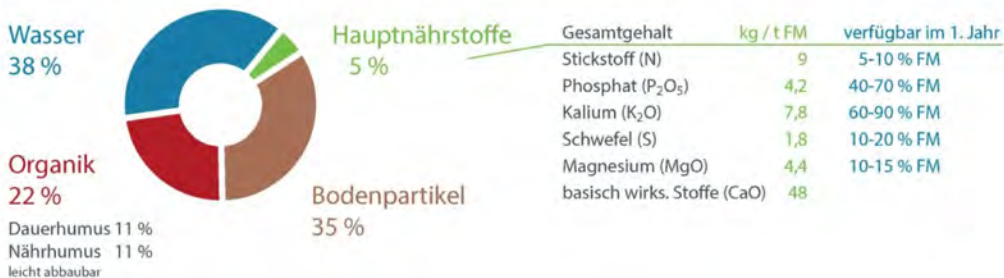 Wasser
38 %
Hauptnährstoffe
5 %
Organik
22 %
Dauerhumus 11 %
Nährhumus 11 %
leicht abbaubar
Bodenpartikel
35 %
Gesamtgehalt kg / t FM verfügbar im 1. Jahr
Stickstoff (N) 9 5-10 % FM
Phosphat (P₂O₅) 4,2 40-70 % FM
Kalium (K₂O) 7,8 60-90 % FM
Schwefel (S) 1,8 10-20 % FM
Magnesium (MgO) 4,4 10-15 % FM
basisch wirks. Stoffe (CaO) 48